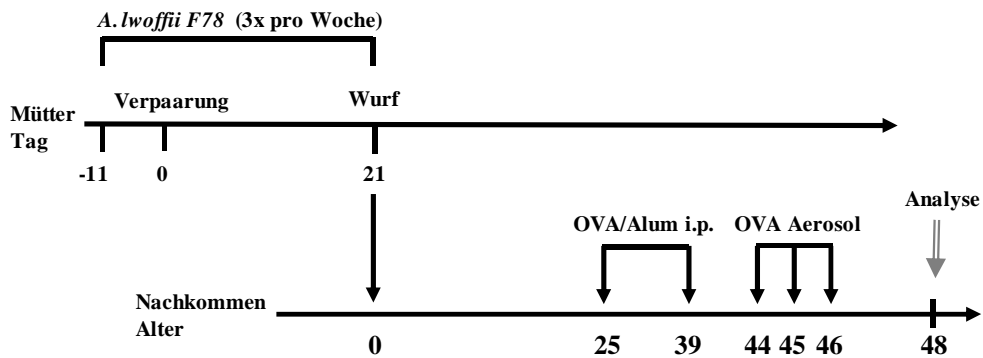 A. lwoffii F78 (3x pro Woche)
Verpaarung Wurf
Mütter
Tag
-11 0 21
Analyse
OVA/Alum i.p. OVA Aerosol
Nachkommen
Alter
0 25 39 44 45 46 48